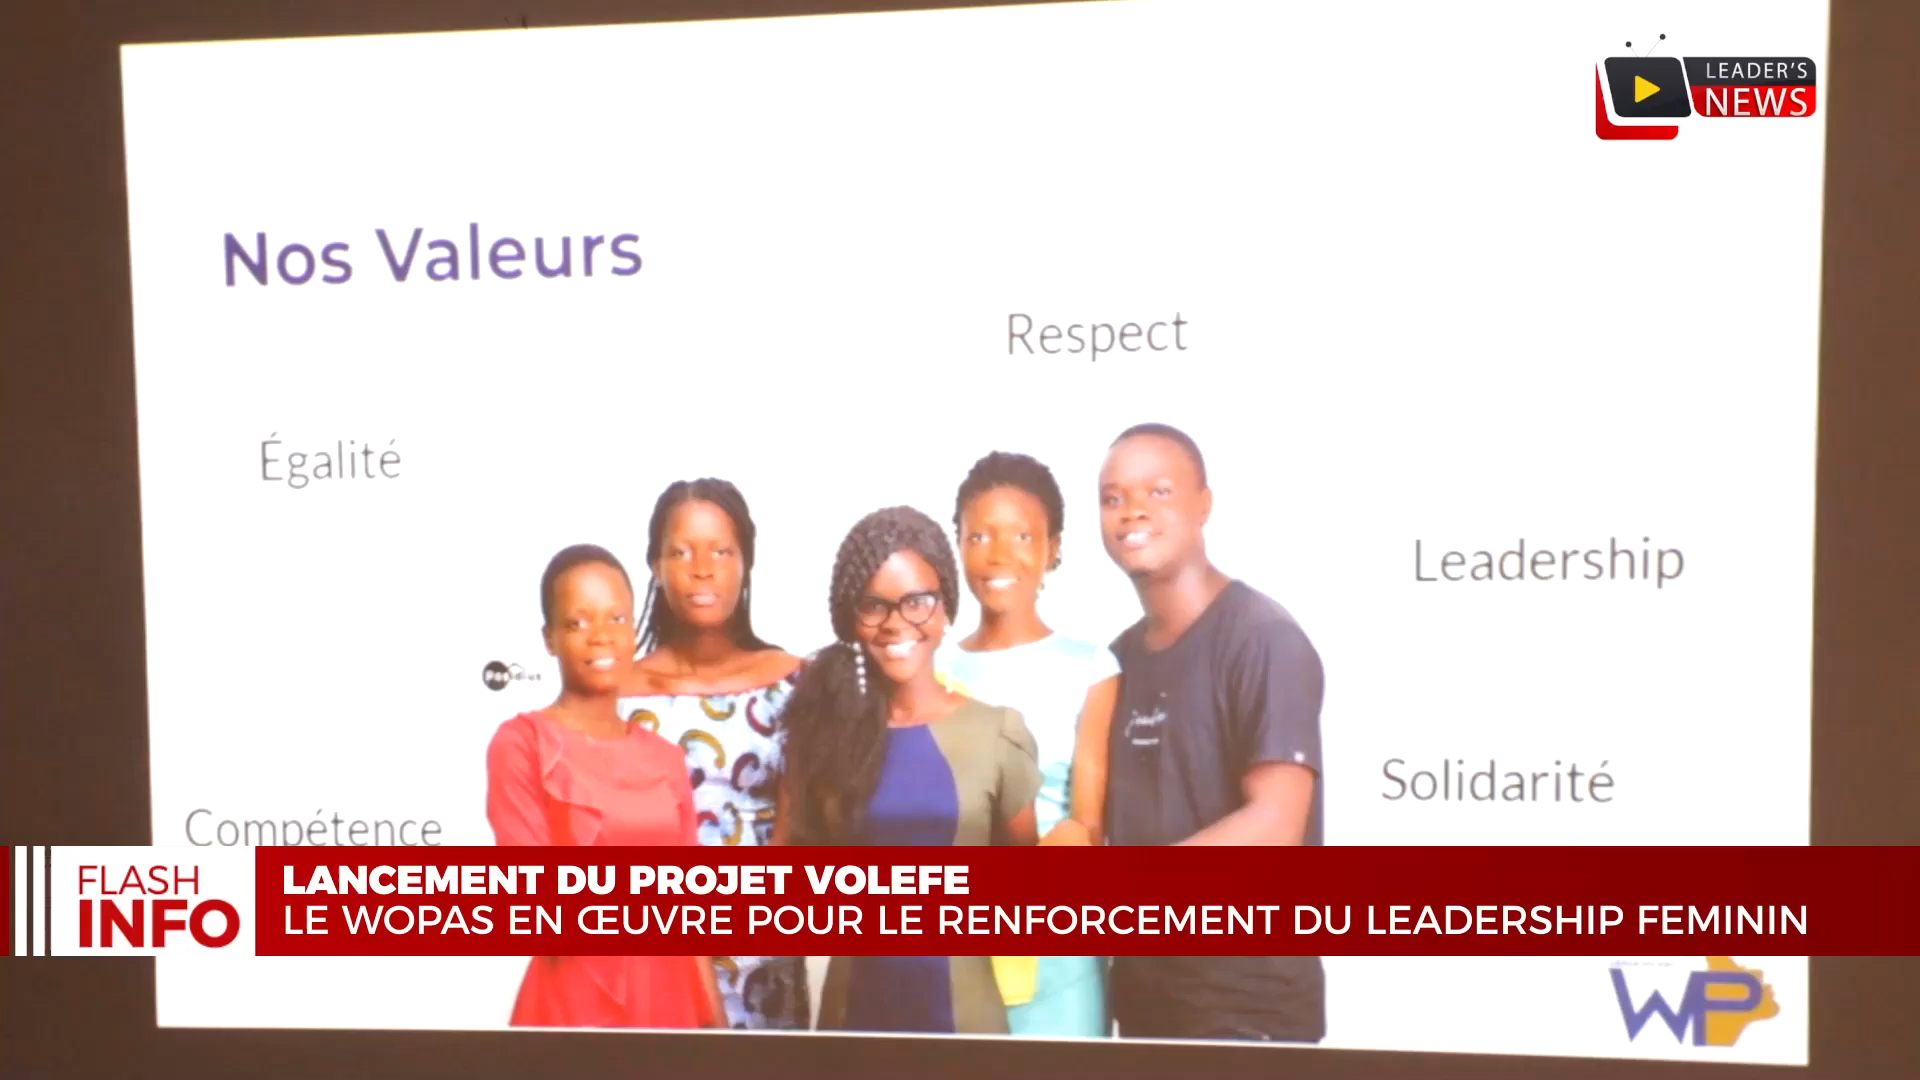 LEADER'S
NEWS
Nos Valeurs
Respect
Égalité
Leadership
Solidarité
Compétence
FLASH
INFO
LANCEMENT DU PROJET VOLEFE
LE WOPAS EN ŒUVRE POUR LE RENFORCEMENT DU LEADERSHIP FEMININ
WP